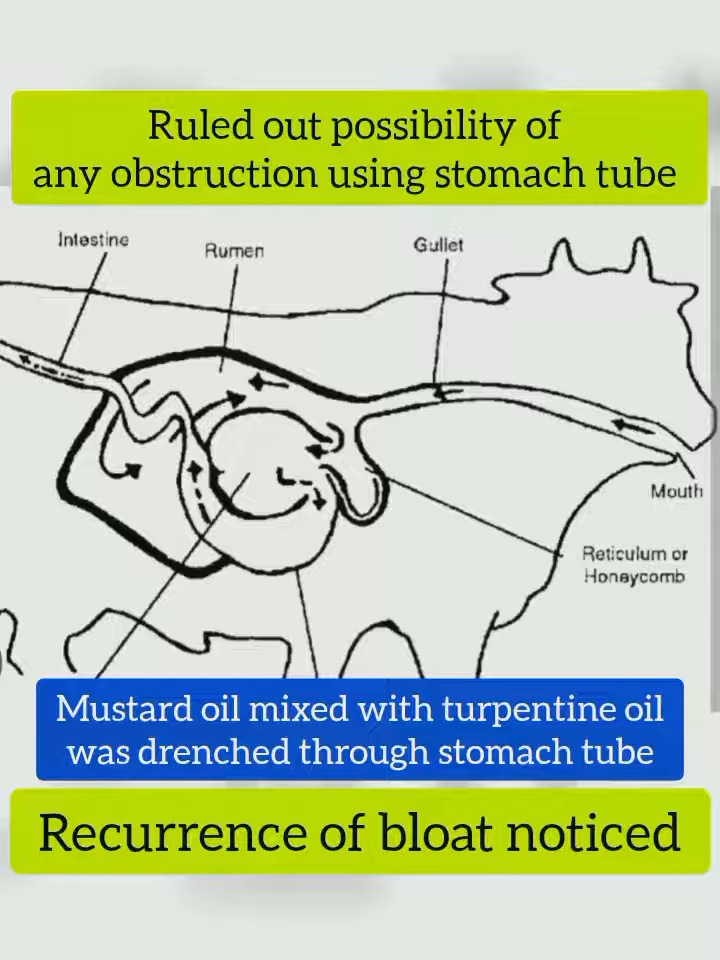 Ruled out possibility of
any obstruction using stomach tube
Intestine
Rumen
Gullet
Mouth
Reticulum or
Honeycomb
Mustard oil mixed with turpentine oil
was drenched through stomach tube
Recurrence of bloat noticed